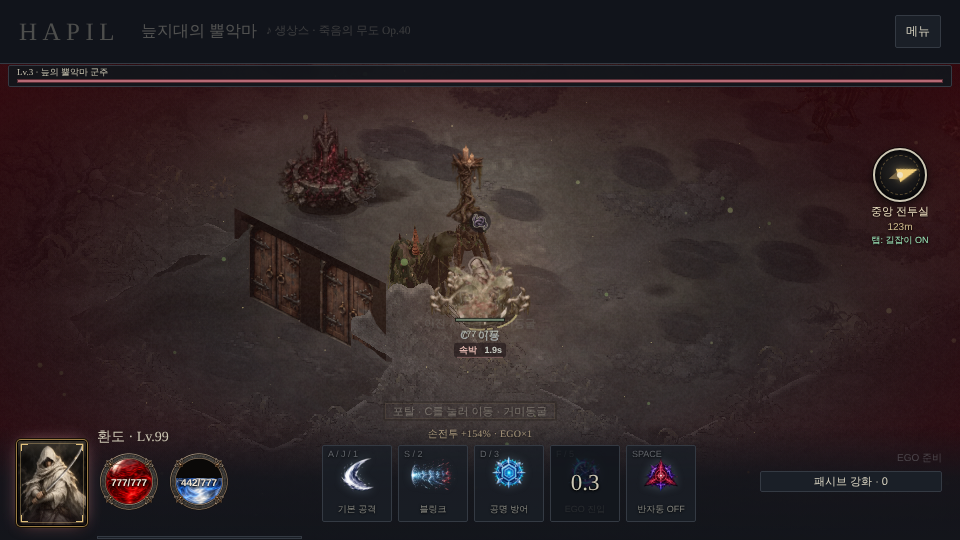 HAPIL
늪지대의 뿔악마 ♪ 생상스 · 죽음의 무도 Op.40
메뉴
Lv.3 · 늪의 뿔악마 군주
중앙 전투실
123m
탭: 길잡이 ON
속박 1.9s
포탈 · C를 눌러 이동 · 거미동굴
손전투 +154% · EGO×1
환도 · Lv.99
777/777
442/777
A / J / 1
기본 공격
S / 2
블링크
D / 3
공명 방어
0.3
EGO 진입
SPACE
반자동 OFF
EGO 준비
패시브 강화 · 0